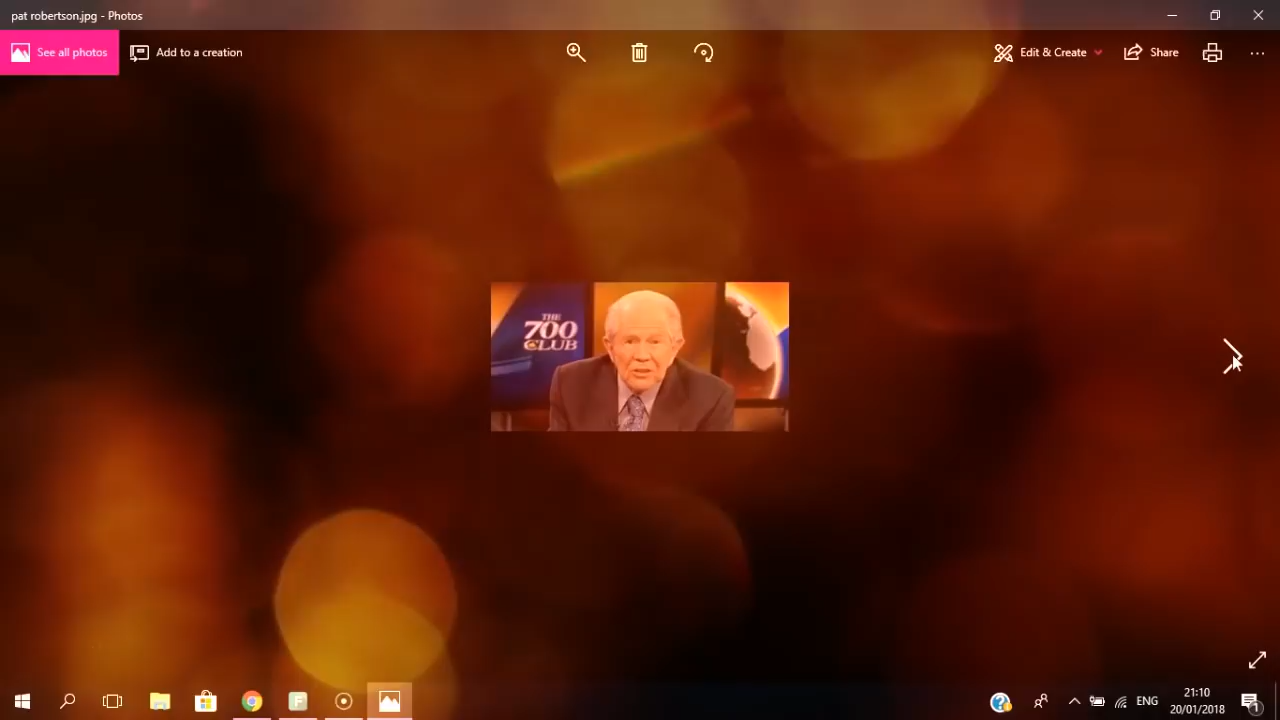 pat robertson.jpg - Photos
See all photos
Add to a creation
Edit & Create
Share
THE
700
CLUB
ENG
21:10
20/01/2018
1